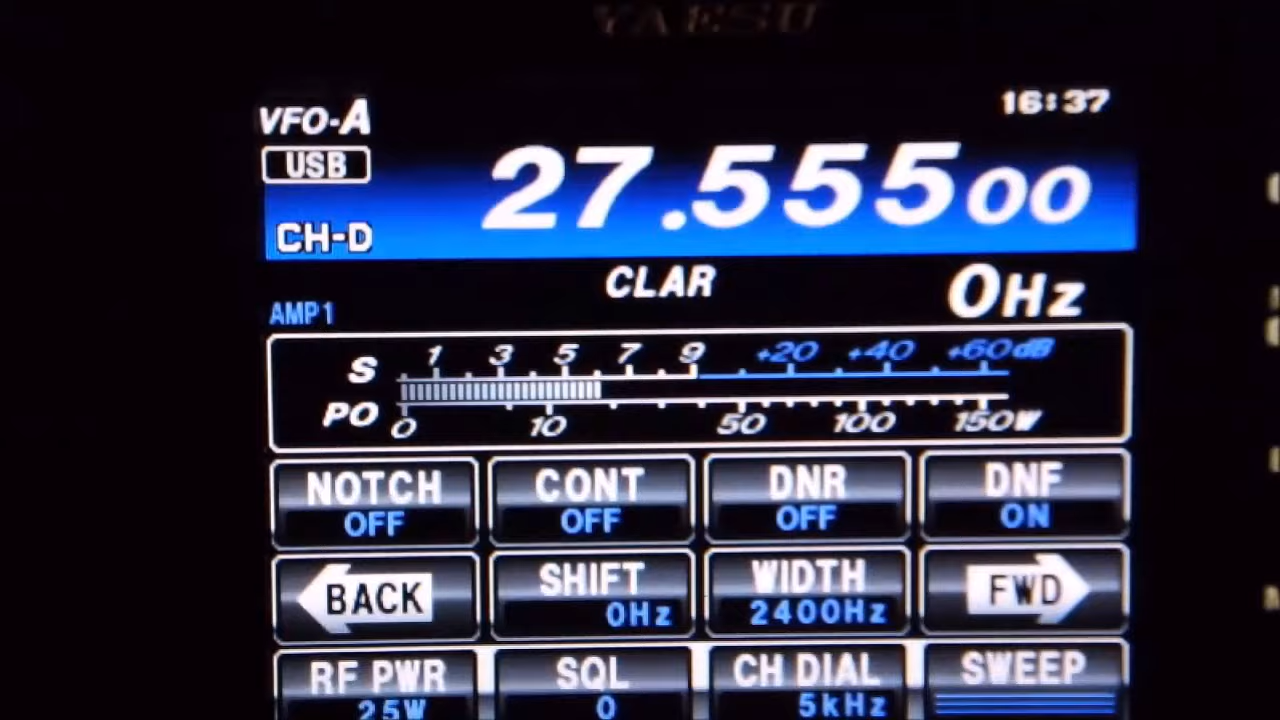 YAESU
VFO-A
16:37
USB
27.55500
CH-D
CLAR 0Hz
AMP1
S 1 3 5 7 9 +20 +40 +60dB
PO 0 10 50 100 150W
NOTCH CONT DNR DNF
OFF OFF OFF ON
BACK SHIFT WIDTH FWD
0Hz 2400Hz
RF PWR SQL CH DIAL SWEEP
25W 0 5kHz